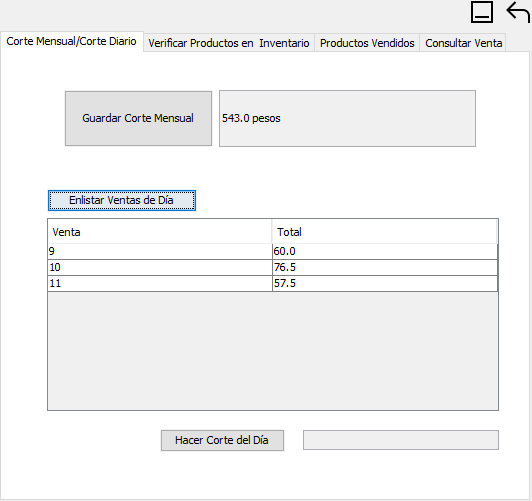 Corte Mensual/Corte Diario Verificar Productos en Inventario Productos Vendidos Consultar Venta
Guardar Corte Mensual 543.0 pesos
Enlistar Ventas de Día
Venta Total
9 60.0
10 76.5
11 57.5
Hacer Corte del Día